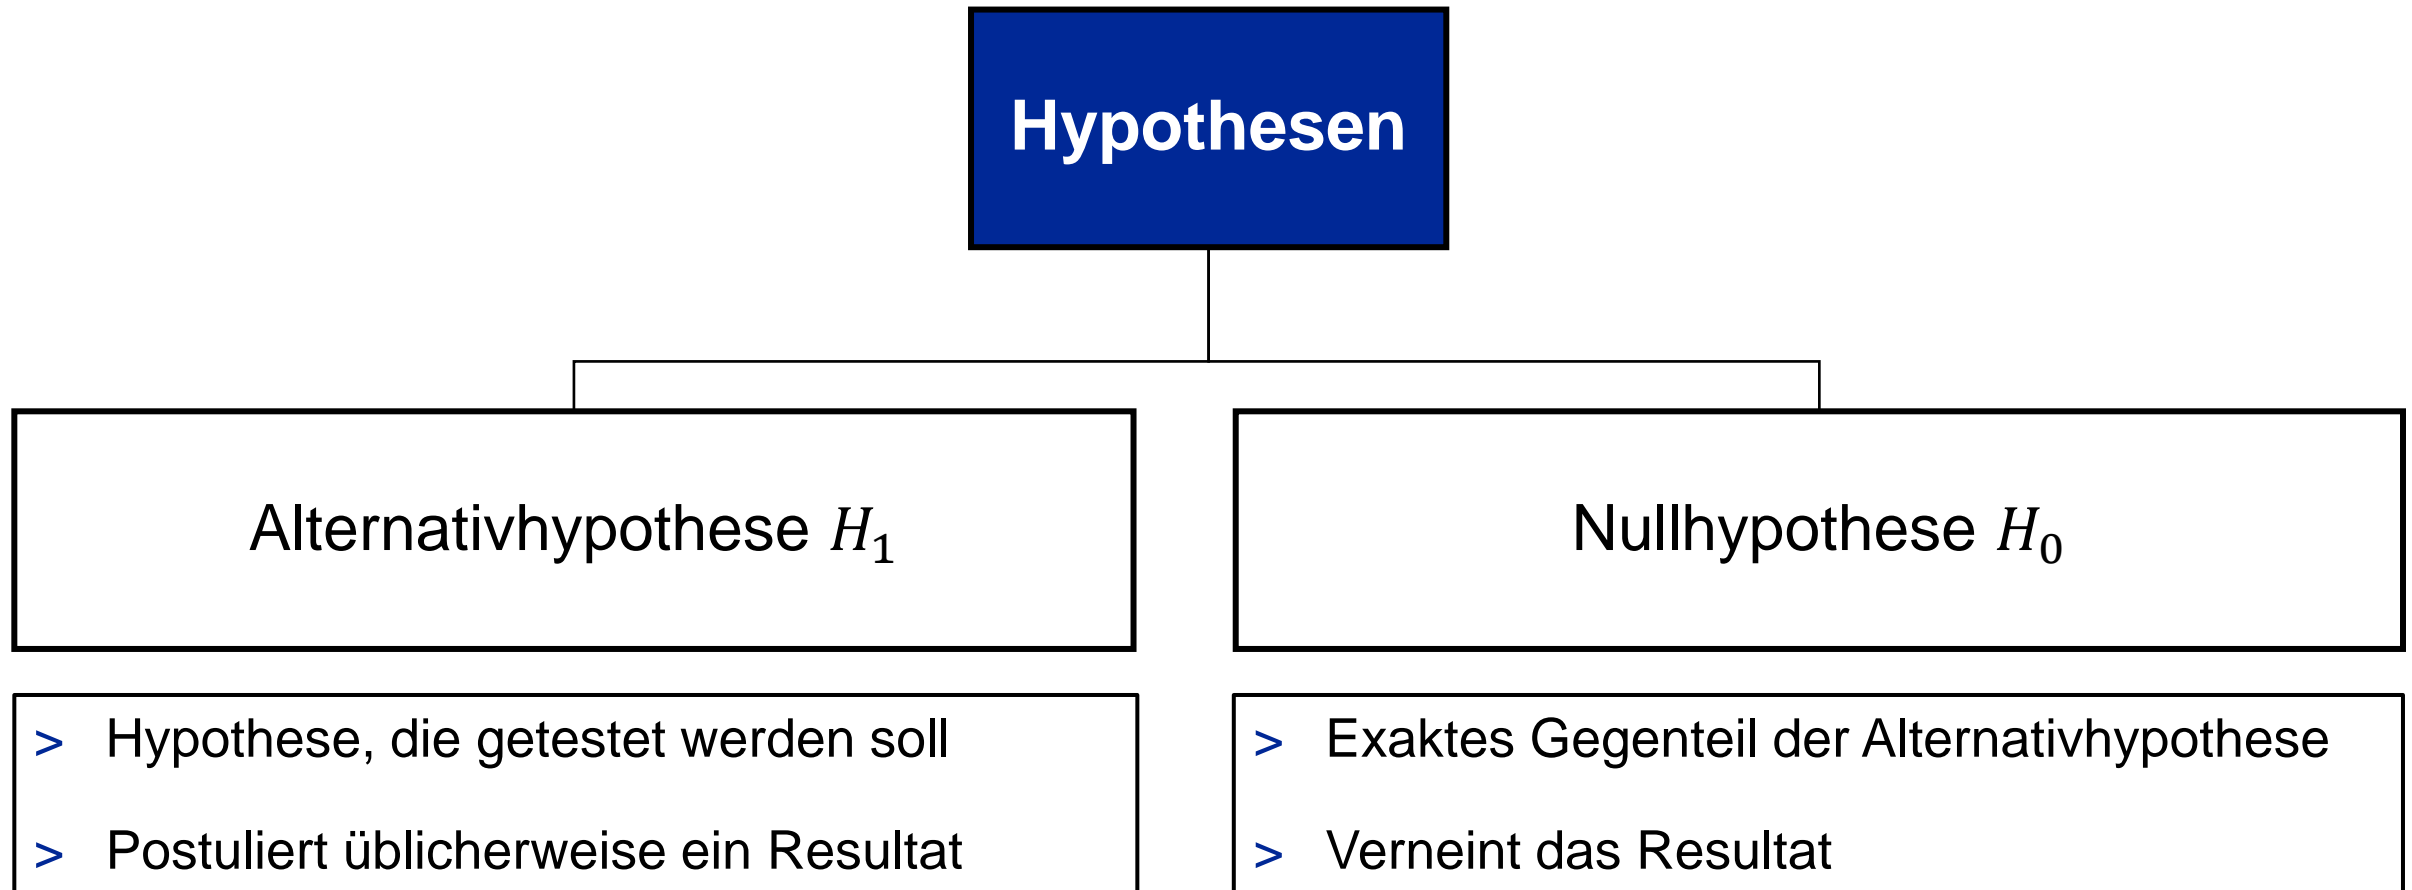 Hypothesen
Alternativhypothese H₁
Nullhypothese H₀
> Hypothese, die getestet werden soll
> Postuliert üblicherweise ein Resultat
> Exaktes Gegenteil der Alternativhypothese
> Verneint das Resultat